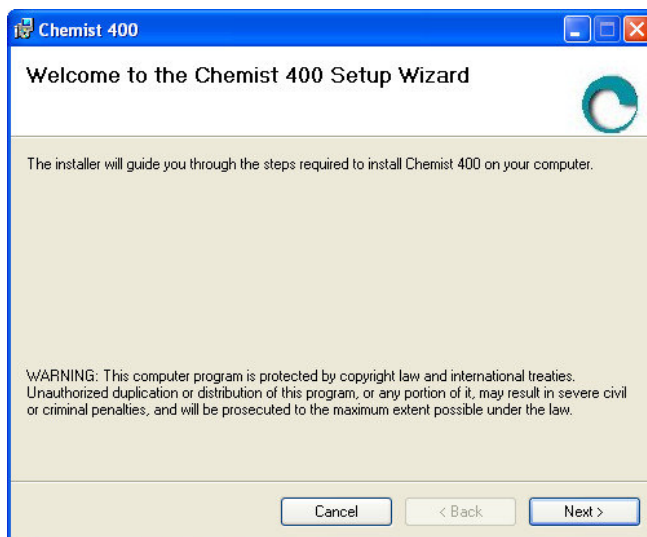 Chemist 400
Welcome to the Chemist 400 Setup Wizard
The installer will guide you through the steps required to install Chemist 400 on your computer.
WARNING: This computer program is protected by copyright law and international treaties.
Unauthorized duplication or distribution of this program, or any portion of it, may result in severe civil
or criminal penalties, and will be prosecuted to the maximum extent possible under the law.
Cancel
< Back
Next >